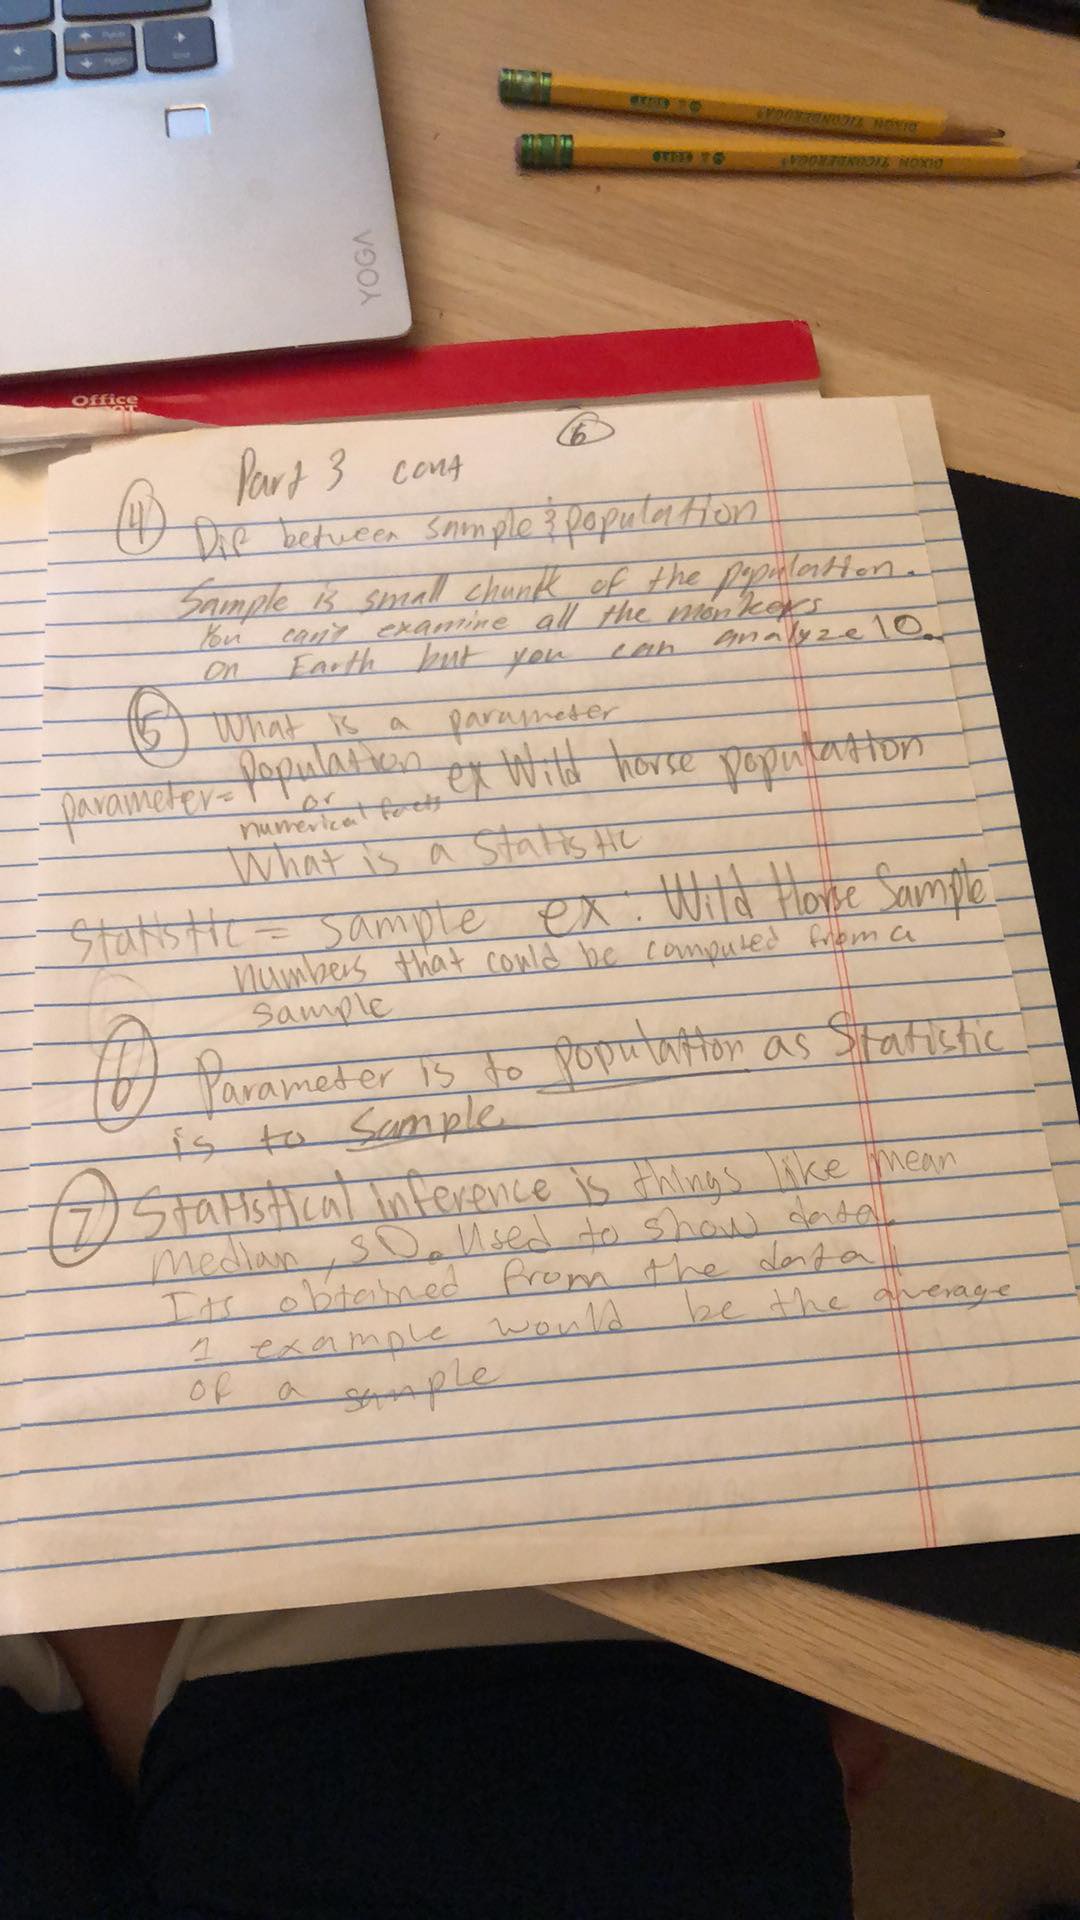 YOGA
DIXON TICONDEROGA
DIXON TICONDEROGA
Office
6
Part 3 cont
4 Dif between sample & population
Sample is small chunk of the population.
You can't examine all the monkeys
on Earth but you can analyze 10.
5 What is a parameter
parameter = population ex Wild horse population
or
numerical facts
What is a Statistic
Statistic = sample ex: Wild Horse Sample
numbers that could be computed from a
sample
6 Parameter is to population as Statistic
is to Sample
7 Statistical inference is things like mean
median, SD. Used to show data.
Its obtained from the data
1 example would be the average
of a sample